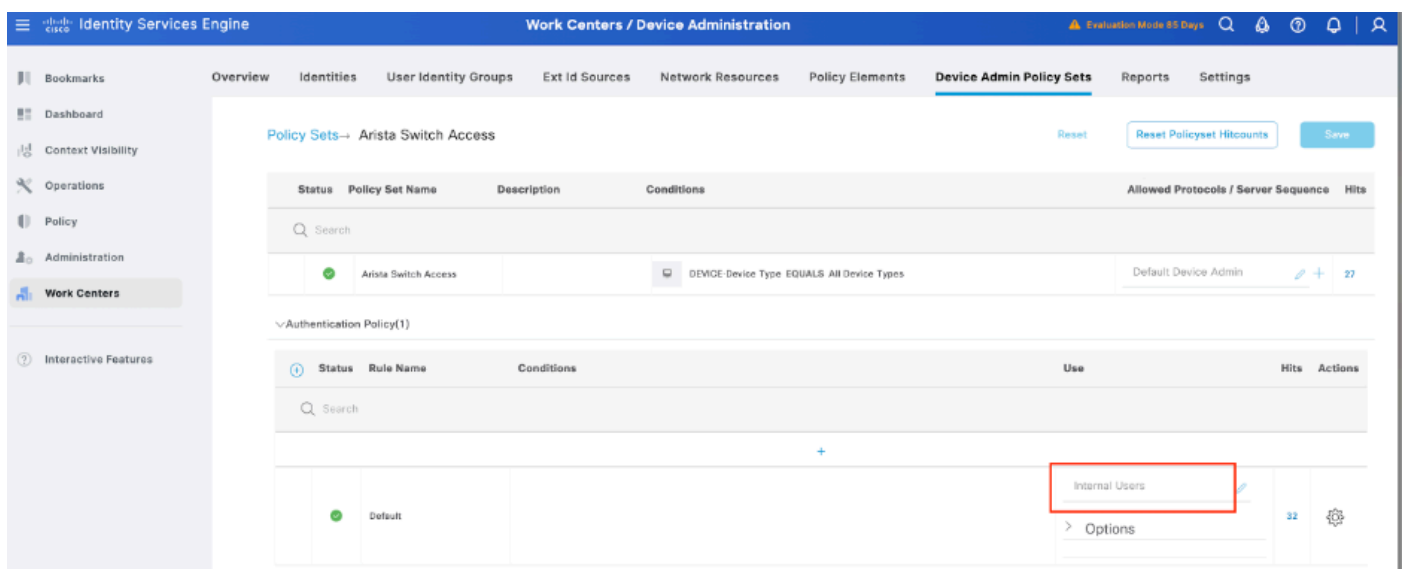 cisco Identity Services Engine
Work Centers / Device Administration
Evaluation Mode 85 Days
Bookmarks
Dashboard
Context Visibility
Operations
Policy
Administration
Work Centers
Interactive Features
Overview Identities User Identity Groups Ext Id Sources Network Resources Policy Elements Device Admin Policy Sets Reports Settings
Policy Sets→ Arista Switch Access
Reset Reset Policyset Hitcounts Save
Status Policy Set Name Description Conditions Allowed Protocols / Server Sequence Hits
Search
Arista Switch Access DEVICE-Device Type EQUALS All Device Types Default Device Admin 27
Authentication Policy(1)
Status Rule Name Conditions Use Hits Actions
Search
Internal Users
Default 32
Options